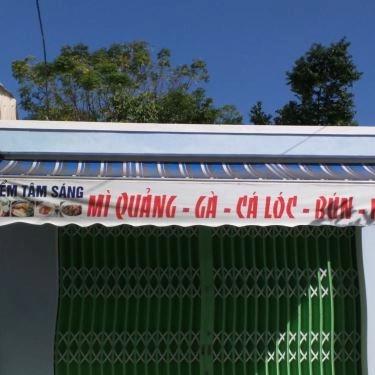 TÂM SÁNG
MÌ QUẢNG - GÀ - CÁ LÓC - BÚN -